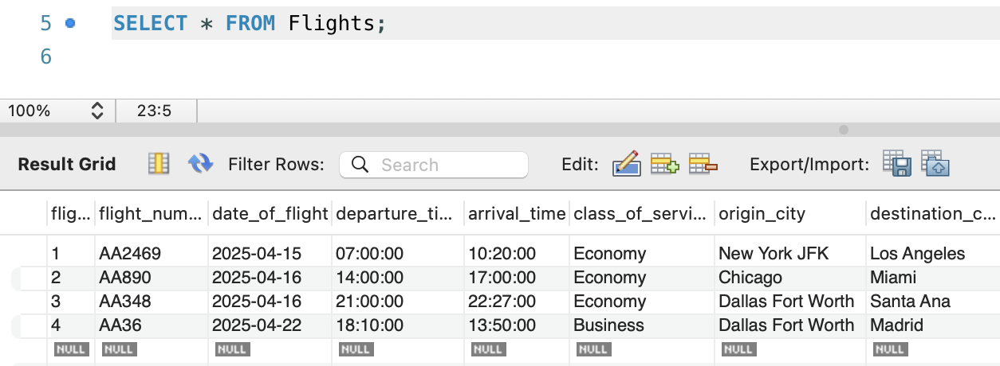 5 SELECT * FROM Flights;
6
100% 23:5
Result Grid Filter Rows: Search Edit: Export/Import:
flig... flight_num... date_of_flight departure_ti... arrival_time class_of_servi... origin_city destination_c...
1 AA2469 2025-04-15 07:00:00 10:20:00 Economy New York JFK Los Angeles
2 AA890 2025-04-16 14:00:00 17:00:00 Economy Chicago Miami
3 AA348 2025-04-16 21:00:00 22:27:00 Economy Dallas Fort Worth Santa Ana
4 AA36 2025-04-22 18:10:00 13:50:00 Business Dallas Fort Worth Madrid
NULL NULL NULL NULL NULL NULL NULL NULL